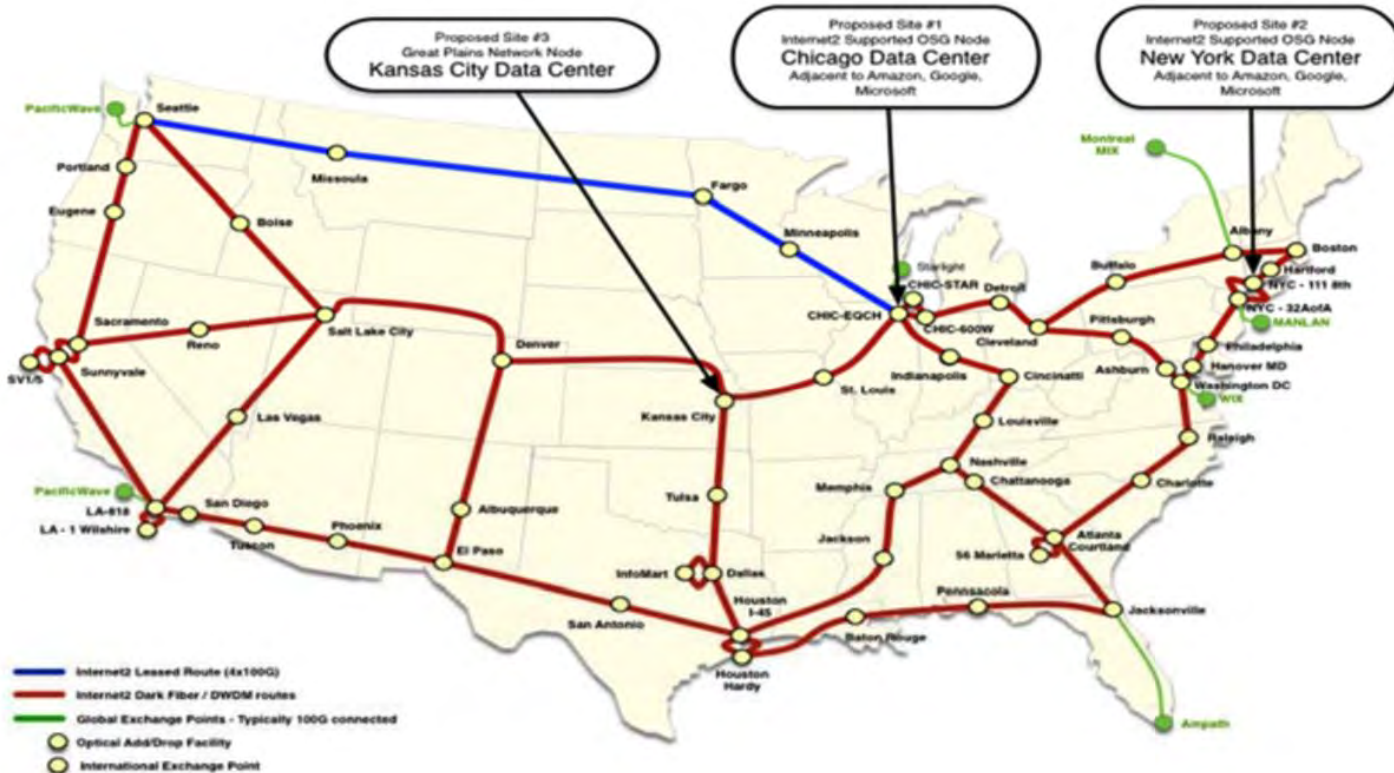 Proposed Site #3
Great Plains Network Node
Kansas City Data Center
Proposed Site #1
Internet2 Supported OSG Node
Chicago Data Center
Adjacent to Amazon, Google,
Microsoft
Proposed Site #2
Internet2 Supported OSG Node
New York Data Center
Adjacent to Amazon, Google,
Microsoft
PacificWave
Seattle
Portland
Missoula
Eugene
Boise
Fargo
Minneapolis
Montreal
MIX
Albany
Boston
Starlight
Buffalo
Hartford
CHIC-STAR
Detroit
NYC - 111 8th
CHIC-EQCH
NYC - 32AofA
CHIC-600W
MANLAN
Sacramento
Reno
Salt Lake City
Denver
Cleveland
Pittsburgh
Philadelphia
SV1/5
Sunnyvale
Indianapolis
Cincinatti
Ashburn
Hanover MD
Washington DC
WIX
St. Louis
Kansas City
Las Vegas
Louisville
Raleigh
Nashville
Chattanooga
Charlotte
Memphis
Tulsa
PacificWave
LA-818
San Diego
LA - 1 Wilshire
Tuscon
Phoenix
Albuquerque
El Paso
Jackson
Atlanta
Courtland
56 Marietta
InfoMart
Dallas
Houston
I-45
San Antonio
Pennsacola
Jacksonville
Baton Rouge
Houston
Hardy
Ampath
Internet2 Leased Route (4x100G)
Internet2 Dark Fiber / DWDM routes
Global Exchange Points - Typically 100G connected
Optical Add/Drop Facility
International Exchange Point